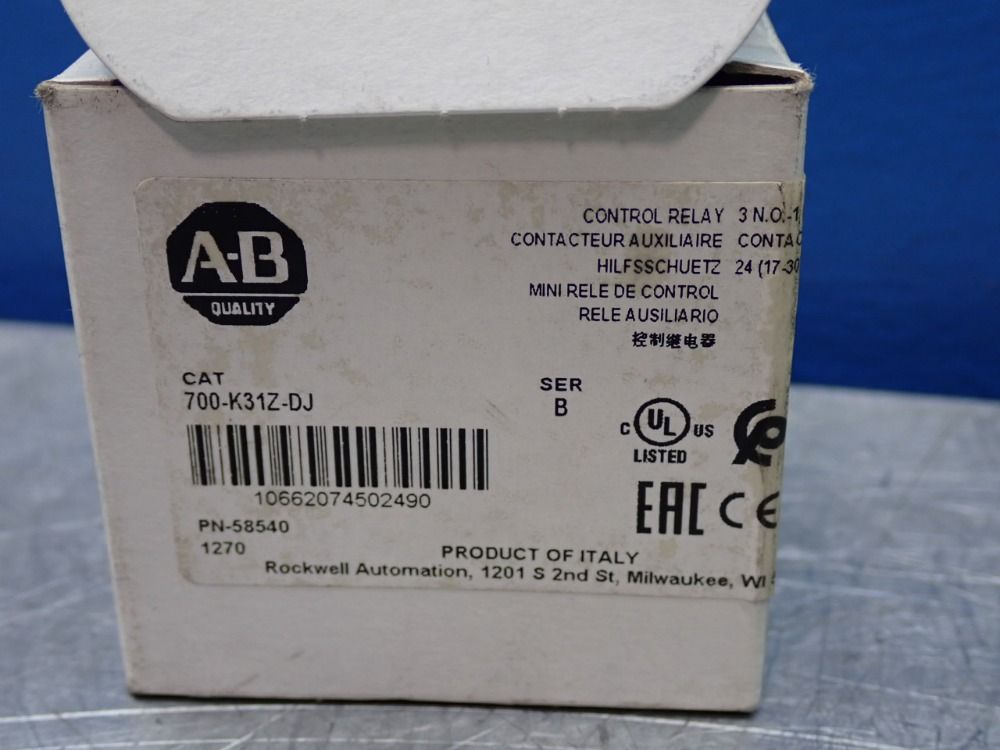 A-B
QUALITY
CONTROL RELAY 3 N.O.-1
CONTACTEUR AUXILIAIRE
HILFSSCHUETZ 24 (17-30
MINI RELE DE CONTROL
RELE AUSILIARIO
控制继电器
CAT
700-K31Z-DJ
SER
B
10662074502490
PN-58540
1270
C UL US
LISTED
EAC CE
PRODUCT OF ITALY
Rockwell Automation, 1201 S 2nd St, Milwaukee, WI